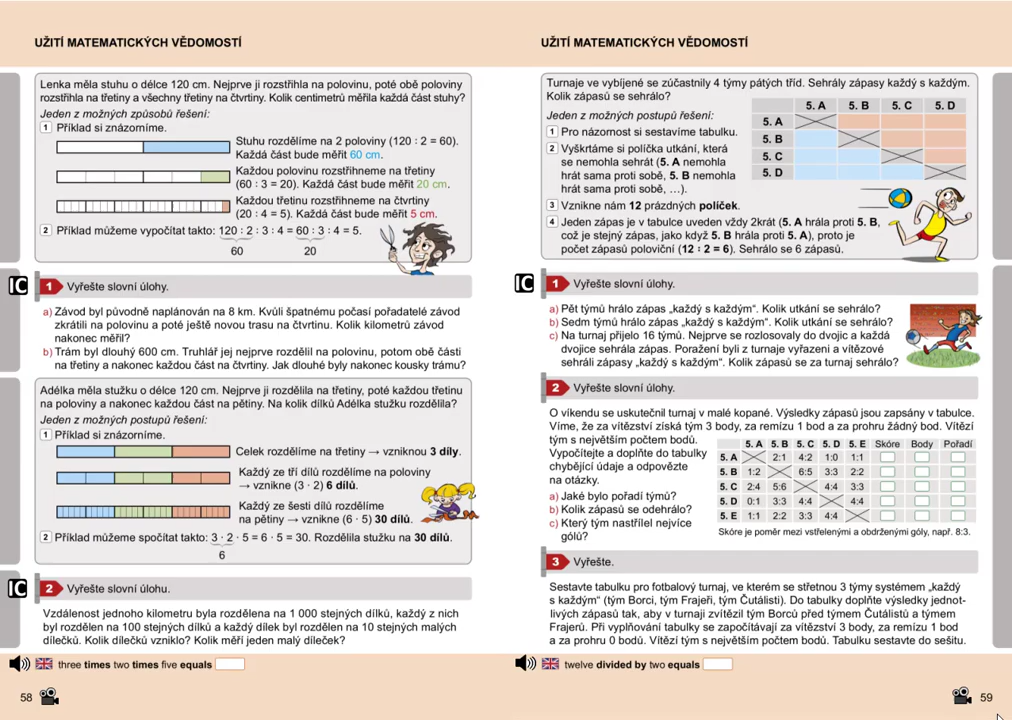 UŽITÍ MATEMATICKÝCH VĚDOMOSTÍ
Lenka měla stuhu o délce 120 cm. Nejprve ji rozstřihla na polovinu, poté obě poloviny
rozstřihla na třetiny a všechny třetiny na čtvrtiny. Kolik centimetrů měřila každá část stuhy?
Jeden z možných způsobů řešení:
1 Příklad si znázorníme.
Stuhu rozdělíme na 2 poloviny (120 : 2 = 60).
Každá část bude měřit 60 cm.
Každou polovinu rozstřihneme na třetiny
(60 : 3 = 20). Každá část bude měřit 20 cm.
Každou třetinu rozstřihneme na čtvrtiny
(20 : 4 = 5). Každá část bude měřit 5 cm.
2 Příklad můžeme vypočítat takto: 120 : 2 : 3 : 4 = 60 : 3 : 4 = 5.
60 20
IC 1 Vyřešte slovní úlohy.
a) Závod byl původně naplánován na 8 km. Kvůli špatnému počasí pořadatelé závod
zkrátili na polovinu a poté ještě novou trasu na čtvrtinu. Kolik kilometrů závod
nakonec měřil?
b) Trám byl dlouhý 600 cm. Truhlář jej nejprve rozdělil na polovinu, potom obě části
na třetiny a nakonec každou část na čtvrtiny. Jak dlouhé byly nakonec kousky trámu?
Adélka měla stužku o délce 120 cm. Nejprve ji rozdělila na třetiny, poté každou třetinu
na poloviny a nakonec každou část na pětiny. Na kolik dílků Adélka stužku rozdělila?
Jeden z možných postupů řešení:
1 Příklad si znázorníme.
Celek rozdělíme na třetiny → vzniknou 3 díly.
Každý ze tří dílů rozdělíme na poloviny
→ vznikne (3 · 2) 6 dílů.
Každý ze šesti dílů rozdělíme
na pětiny → vznikne (6 · 5) 30 dílů.
2 Příklad můžeme spočítat takto: 3 · 2 · 5 = 6 · 5 = 30. Rozdělila stužku na 30 dílů.
6
IC 2 Vyřešte slovní úlohu.
Vzdálenost jednoho kilometru byla rozdělena na 1 000 stejných dílků, každý z nich
byl rozdělen na 100 stejných dílků a každý dílek byl rozdělen na 10 stejných malých
dílečků. Kolik dílečků vzniklo? Kolik měří jeden malý díleček?
three times two times five equals
58
UŽITÍ MATEMATICKÝCH VĚDOMOSTÍ
Turnaje ve vybíjené se zúčastnily 4 týmy pátých tříd. Sehrály zápasy každý s každým.
Kolik zápasů se sehrálo?
Jeden z možných postupů řešení:
1 Pro názornost si sestavíme tabulku.
2 Vyškrtáme si políčka utkání, která
se nemohla sehrát (5. A nemohla
hrát sama proti sobě, 5. B nemohla
hrát sama proti sobě, …).
3 Vznikne nám 12 prázdných políček.
4 Jeden zápas je v tabulce uveden vždy 2krát (5. A hrála proti 5. B,
což je stejný zápas, jako když 5. B hrála proti 5. A), proto je
počet zápasů poloviční (12 : 2 = 6). Sehrálo se 6 zápasů.
5. A 5. B 5. C 5. D
5. A
5. B
5. C
5. D
IC 1 Vyřešte slovní úlohy.
a) Pět týmů hrálo zápas „každý s každým“. Kolik utkání se sehrálo?
b) Sedm týmů hrálo zápas „každý s každým“. Kolik utkání se sehrálo?
c) Na turnaj přijelo 16 týmů. Nejprve se rozlosovaly do dvojic a každá
dvojice sehrála zápas. Poražení byli z turnaje vyřazeni a vítězové
sehráli zápasy „každý s každým“. Kolik zápasů se za turnaj sehrálo?
2 Vyřešte slovní úlohy.
O víkendu se uskutečnil turnaj v malé kopané. Výsledky zápasů jsou zapsány v tabulce.
Víme, že za vítězství získá tým 3 body, za remízu 1 bod a za prohru žádný bod. Vítězí
tým s největším počtem bodů.
Vypočítejte a doplňte do tabulky
chybějící údaje a odpovězte
na otázky.
a) Jaké bylo pořadí týmů?
b) Kolik zápasů se odehrálo?
c) Který tým nastřílel nejvíce
gólů?
5. A 5. B 5. C 5. D 5. E Skóre Body Pořadí
5. A 2:1 4:2 1:0 1:1
5. B 1:2 6:5 3:3 2:2
5. C 2:4 5:6 4:4 3:3
5. D 0:1 3:3 4:4 4:4
5. E 1:1 2:2 3:3 4:4
Skóre je poměr mezi vstřelenými a obdrženými góly, např. 8:3.
3 Vyřešte.
Sestavte tabulku pro fotbalový turnaj, ve kterém se střetnou 3 týmy systémem „každý
s každým“ (tým Borci, tým Frajeři, tým Čutálisti). Do tabulky doplňte výsledky jednot-
livých zápasů tak, aby v turnaji zvítězil tým Borců před týmem Čutálistů a týmem
Frajerů. Při vyplňování tabulky se započítávají za vítězství 3 body, za remízu 1 bod
a za prohru 0 bodů. Vítězí tým s největším počtem bodů. Tabulku sestavte do sešitu.
twelve divided by two equals
59